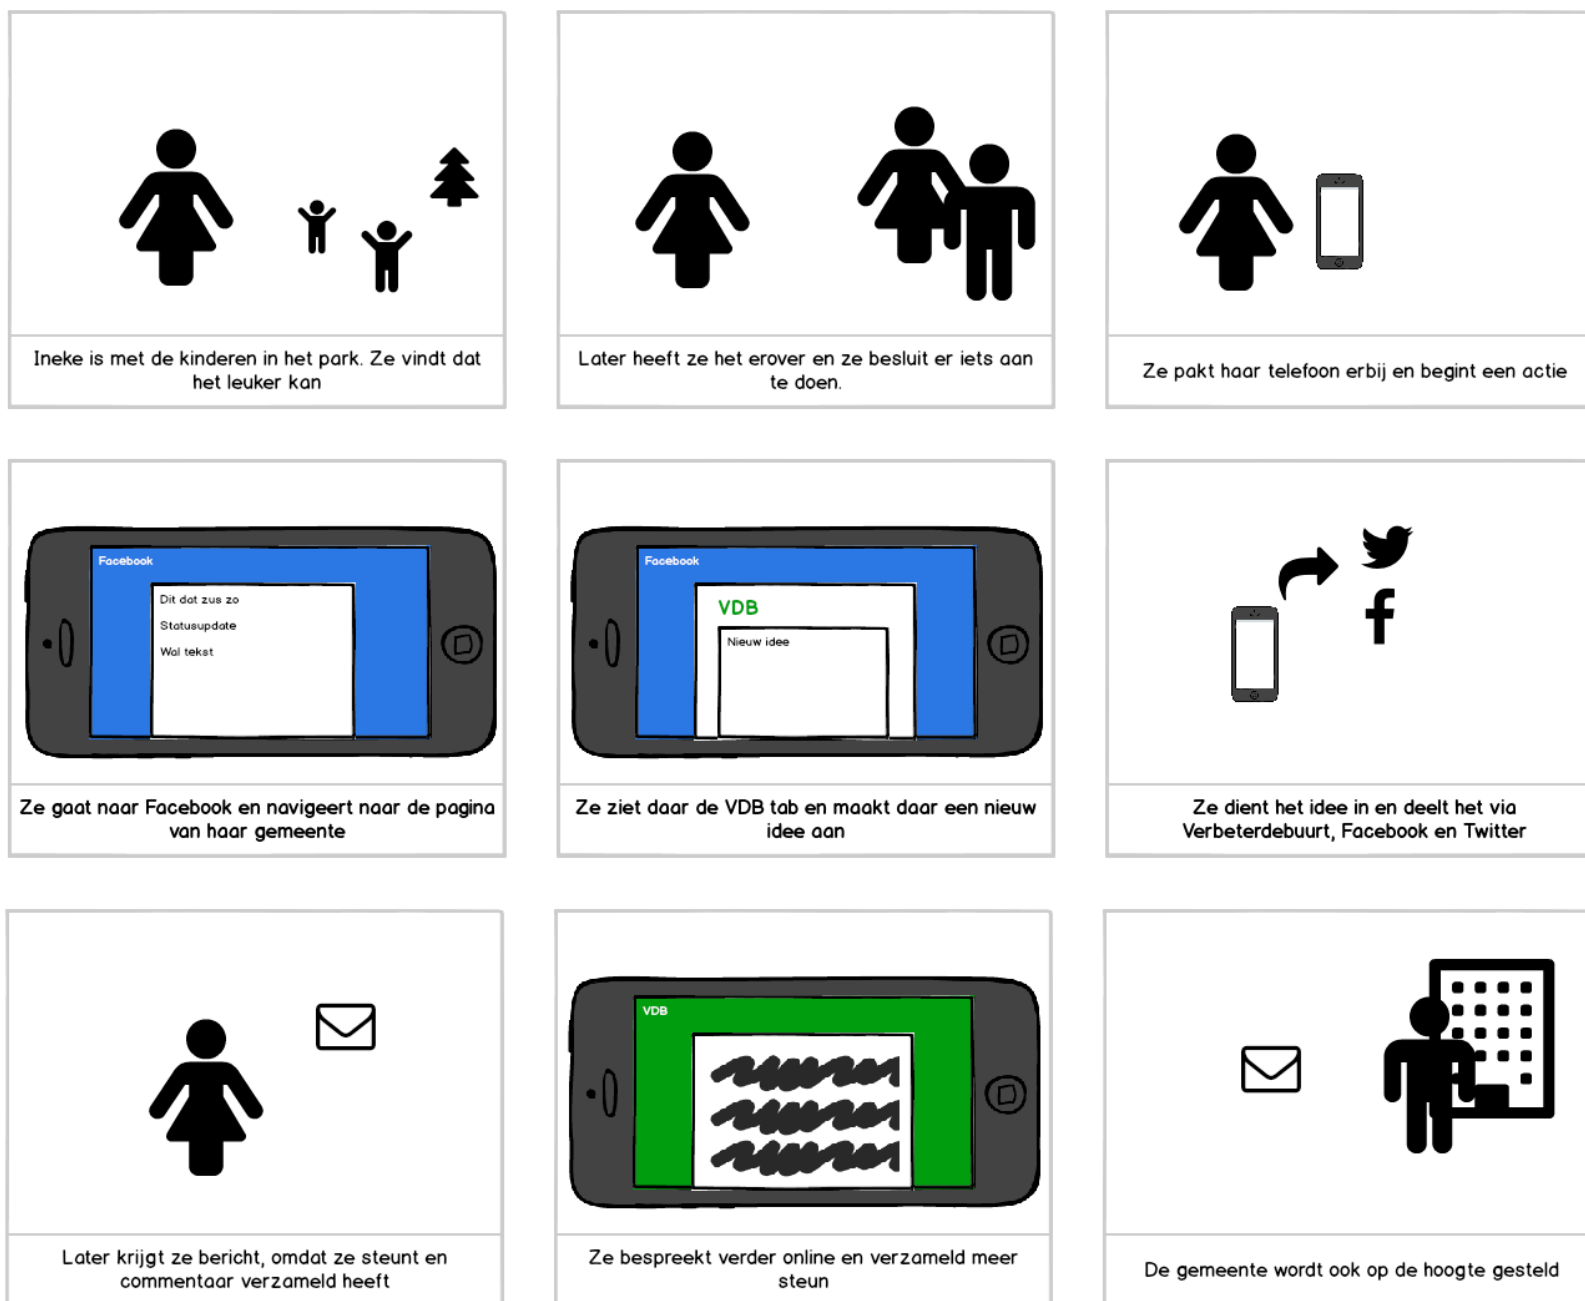 Ineke is met de kinderen in het park. Ze vindt dat
het leuker kan
Later heeft ze het erover en ze besluit er iets aan
te doen.
Ze pakt haar telefoon erbij en begint een actie
Facebook
Dit dat zus zo
Statusupdate
Wal tekst
Ze gaat naar Facebook en navigeert naar de pagina
van haar gemeente
Facebook
VDB
Nieuw idee
Ze ziet daar de VDB tab en maakt daar een nieuw
idee aan
Ze dient het idee in en deelt het via
Verbeterdebuurt, Facebook en Twitter
Later krijgt ze bericht, omdat ze steunt en
commentaar verzameld heeft
VDB
Ze bespreekt verder online en verzameld meer
steun
De gemeente wordt ook op de hoogte gesteld